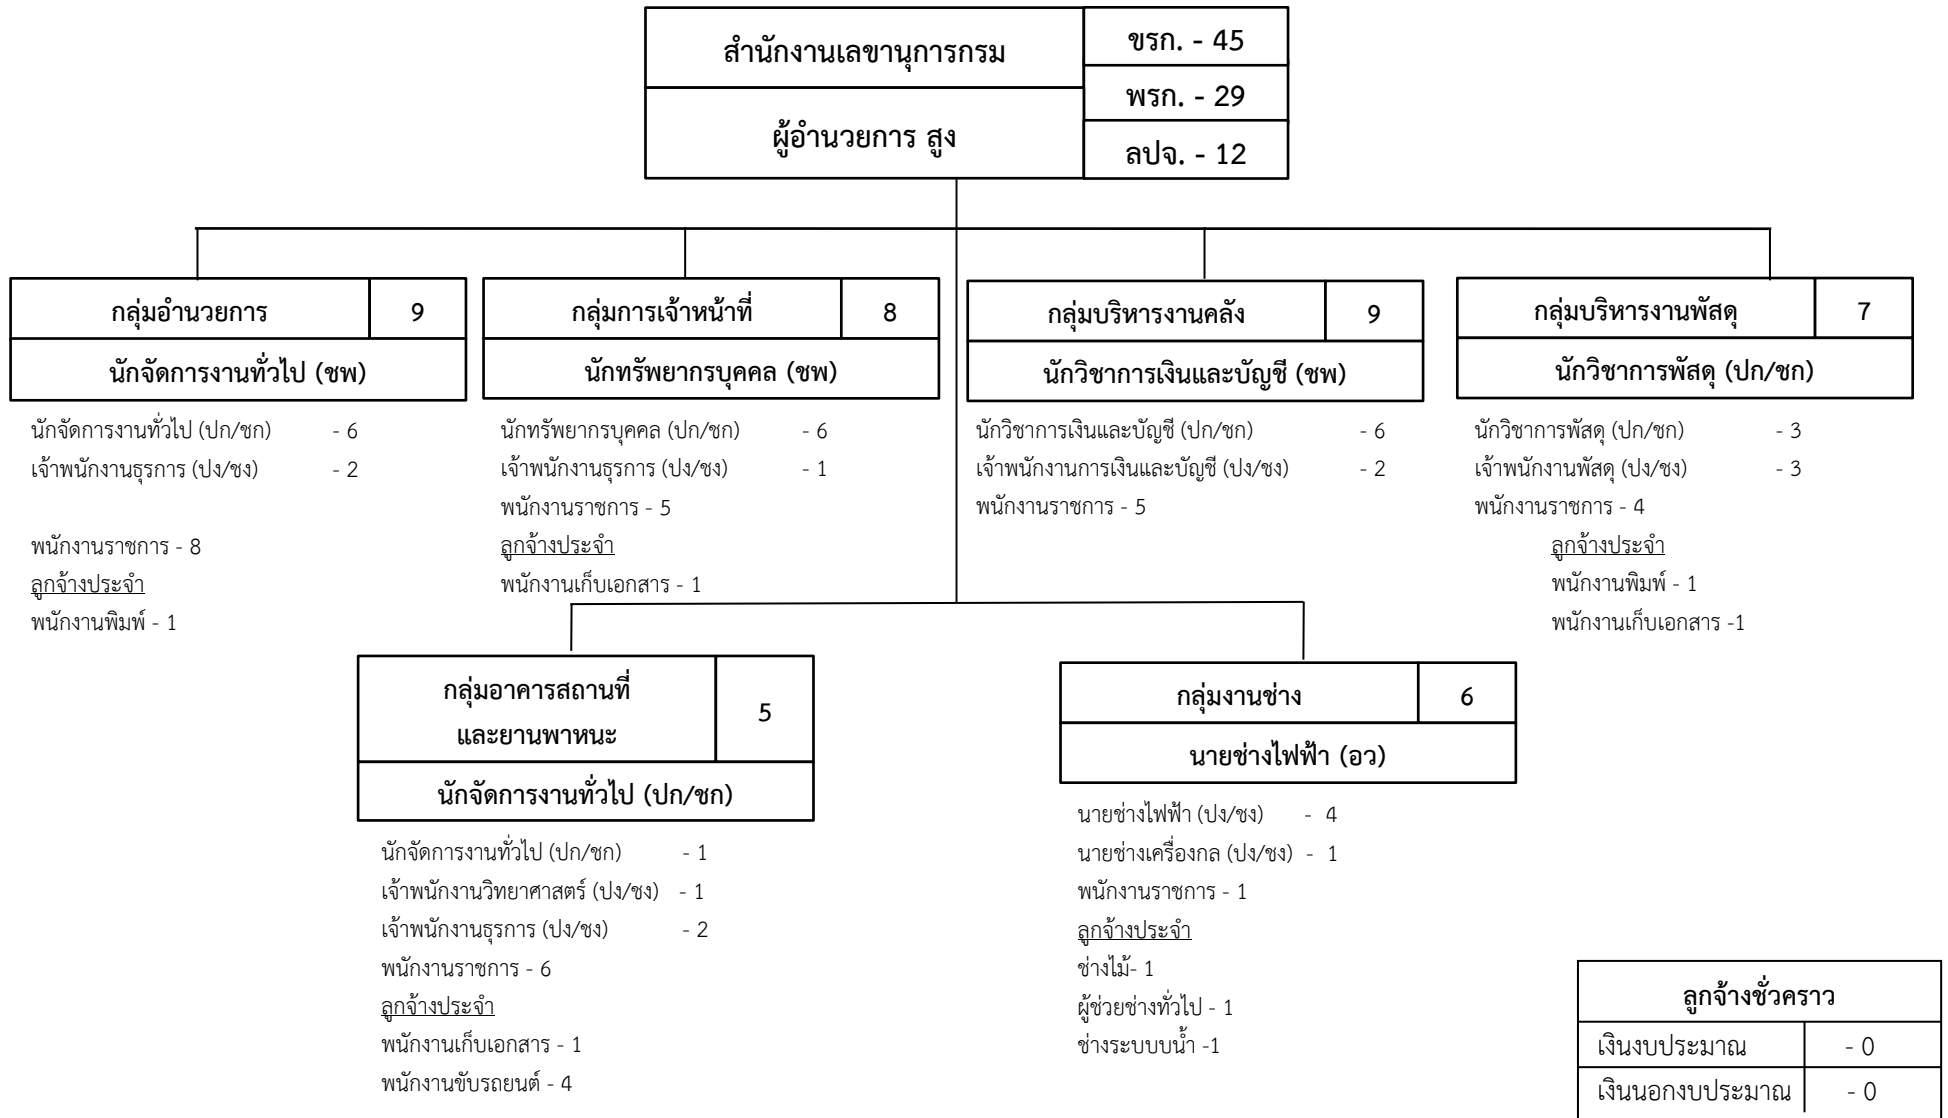 สำนักงานเลขานุการกรม
ผู้อำนวยการ สูง
ขรก. - 45
พรก. - 29
ลปจ. - 12
กลุ่มอำนวยการ 9
นักจัดการงานทั่วไป (ชพ)
นักจัดการงานทั่วไป (ปก/ชก) - 6
เจ้าพนักงานธุรการ (ปง/ชง) - 2
พนักงานราชการ - 8
ลูกจ้างประจำ
พนักงานพิมพ์ - 1
กลุ่มการเจ้าหน้าที่ 8
นักทรัพยากรบุคคล (ชพ)
นักทรัพยากรบุคคล (ปก/ชก) - 6
เจ้าพนักงานธุรการ (ปง/ชง) - 1
พนักงานราชการ - 5
ลูกจ้างประจำ
พนักงานเก็บเอกสาร - 1
กลุ่มบริหารงานคลัง 9
นักวิชาการเงินและบัญชี (ชพ)
นักวิชาการเงินและบัญชี (ปก/ชก) - 6
เจ้าพนักงานการเงินและบัญชี (ปง/ชง) - 2
พนักงานราชการ - 5
กลุ่มบริหารงานพัสดุ 7
นักวิชาการพัสดุ (ปก/ชก)
นักวิชาการพัสดุ (ปก/ชก) - 3
เจ้าพนักงานพัสดุ (ปง/ชง) - 3
พนักงานราชการ - 4
ลูกจ้างประจำ
พนักงานพิมพ์ - 1
พนักงานเก็บเอกสาร -1
กลุ่มอาคารสถานที่
และยานพาหนะ 5
นักจัดการงานทั่วไป (ปก/ชก)
นักจัดการงานทั่วไป (ปก/ชก) - 1
เจ้าพนักงานวิทยาศาสตร์ (ปง/ชง) - 1
เจ้าพนักงานธุรการ (ปง/ชง) - 2
พนักงานราชการ - 6
ลูกจ้างประจำ
พนักงานเก็บเอกสาร - 1
พนักงานขับรถยนต์ - 4
กลุ่มงานช่าง 6
นายช่างไฟฟ้า (อว)
นายช่างไฟฟ้า (ปง/ชง) - 4
นายช่างเครื่องกล (ปง/ชง) - 1
พนักงานราชการ - 1
ลูกจ้างประจำ
ช่างไม้- 1
ผู้ช่วยช่างทั่วไป - 1
ช่างระบบบน้ำ -1
ลูกจ้างชั่วคราว
เงินงบประมาณ - 0
เงินนอกงบประมาณ - 0